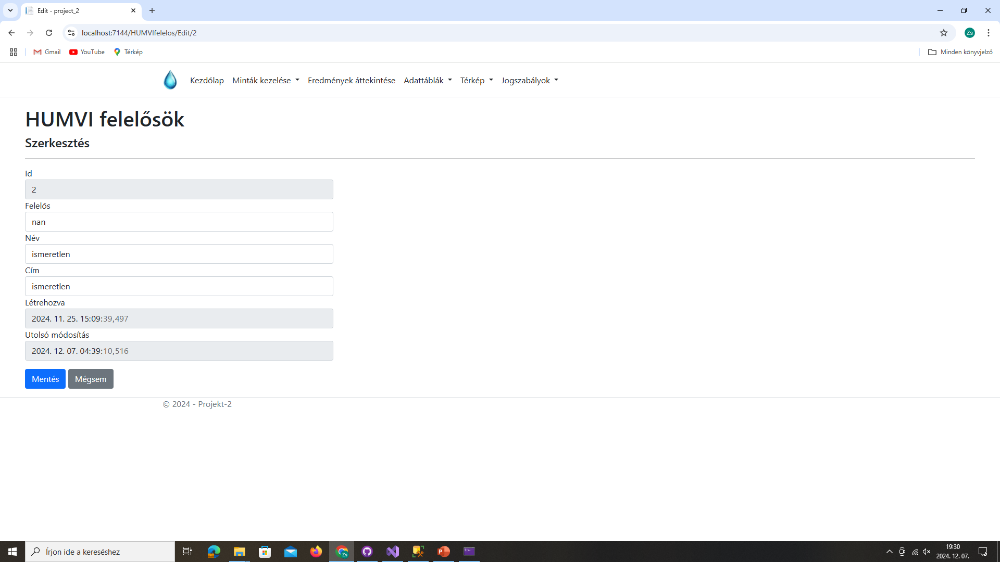 Edit - project_2
localhost:7144/HUMVIfelelos/Edit/2
Zs
Gmail YouTube Térkép Minden könyvjelző
Kezdőlap Minták kezelése Eredmények áttekintése Adattáblák Térkép Jogszabályok
HUMVI felelősök
Szerkesztés
Id
2
Felelős
nan
Név
ismeretlen
Cím
ismeretlen
Létrehozva
2024. 11. 25. 15:09:39,497
Utolsó módosítás
2024. 12. 07. 04:39:10,516
Mentés Mégsem
© 2024 - Projekt-2
Írjon ide a kereséshez
19:30
2024. 12. 07.